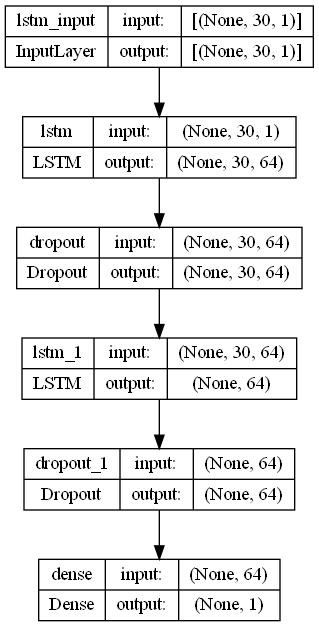 lstm_input input: [(None, 30, 1)]
InputLayer output: [(None, 30, 1)]
lstm input: (None, 30, 1)
LSTM output: (None, 30, 64)
dropout input: (None, 30, 64)
Dropout output: (None, 30, 64)
lstm_1 input: (None, 30, 64)
LSTM output: (None, 64)
dropout_1 input: (None, 64)
Dropout output: (None, 64)
dense input: (None, 64)
Dense output: (None, 1)